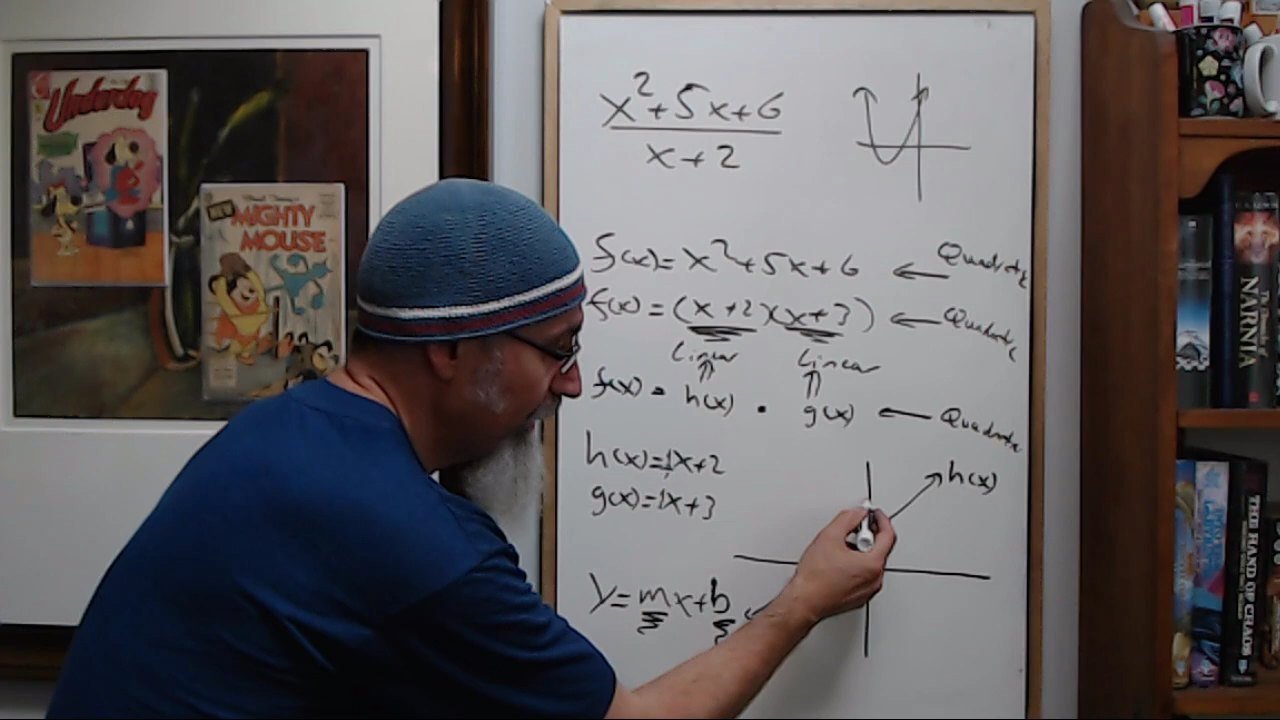 Underdog
NEW
MIGHTY
MOUSE
x²+5x+6
x+2
f(x)=x²+5x+6 ← Quadratic
f(x)=(x+2)(x+3) ← Quadratic
Linear Linear
f(x) = h(x) · g(x) ← Quadratic
h(x)=1x+2
g(x)=1x+3
h(x)
y=mx+b
NARNIA
THE HAND OF CHAOS